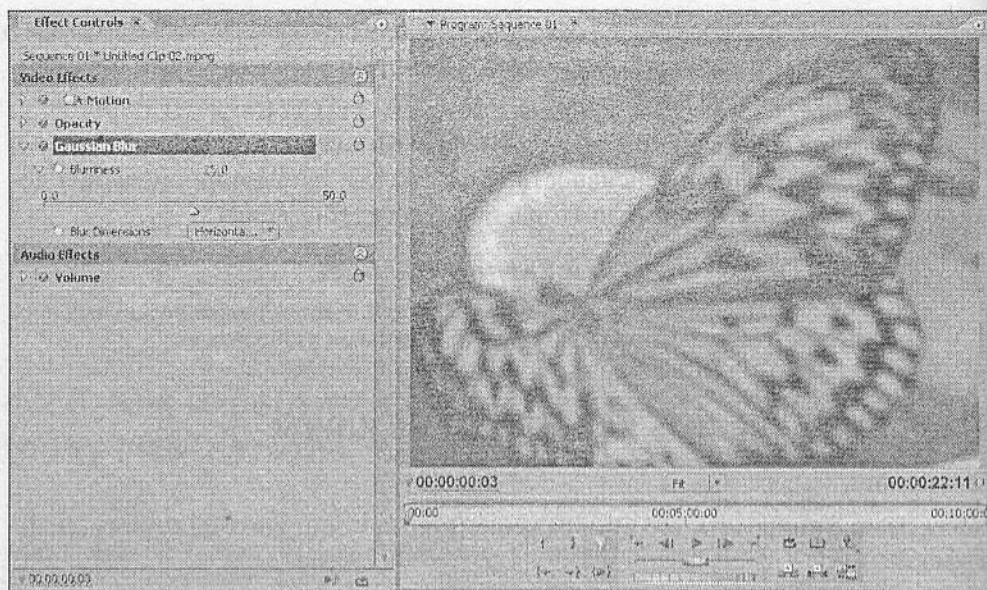 Effect Controls ×
Sequence 01 * Untitled Clip 02.mpng
Video Effects
Motion
Opacity
Gaussian Blur
Blurriness 25.0
0.0 50.0
Blur Dimensions Horizonta...
Audio Effects
Volume
00:00:00:03
Program: Sequence 01 ×
00:00:00:03 Fit 00:00:22:11
00:00 00:05:00:00 00:10:00:0